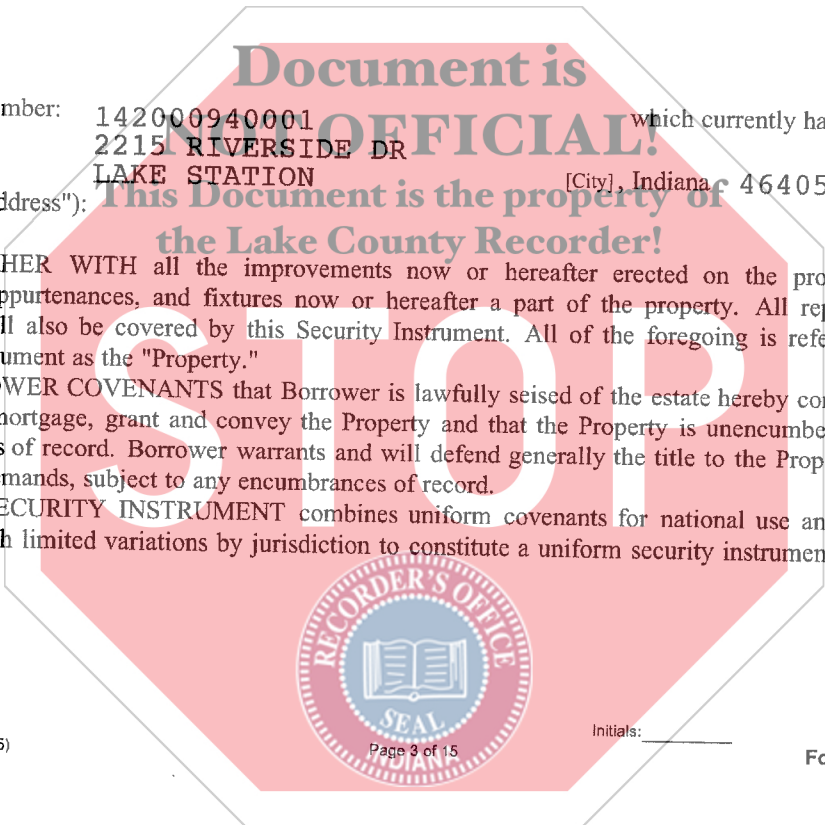 Document is
NOT OFFICIAL!
This Document is the property of
the Lake County Recorder!
STOP
mber: 142000940001 which currently ha
2215 RIVERSIDE DR
LAKE STATION [City], Indiana 46405
ddress"):
HER WITH all the improvements now or hereafter erected on the pro
ppurtenances, and fixtures now or hereafter a part of the property. All rep
ll also be covered by this Security Instrument. All of the foregoing is refe
ument as the "Property."
OWER COVENANTS that Borrower is lawfully seised of the estate hereby co
mortgage, grant and convey the Property and that the Property is unencumbe
s of record. Borrower warrants and will defend generally the title to the Prop
mands, subject to any encumbrances of record.
ECURITY INSTRUMENT combines uniform covenants for national use an
h limited variations by jurisdiction to constitute a uniform security instrumen
RECORDER'S OFFICE
SEAL
INDIANA
Initials:
5)
Page 3 of 15
Fo